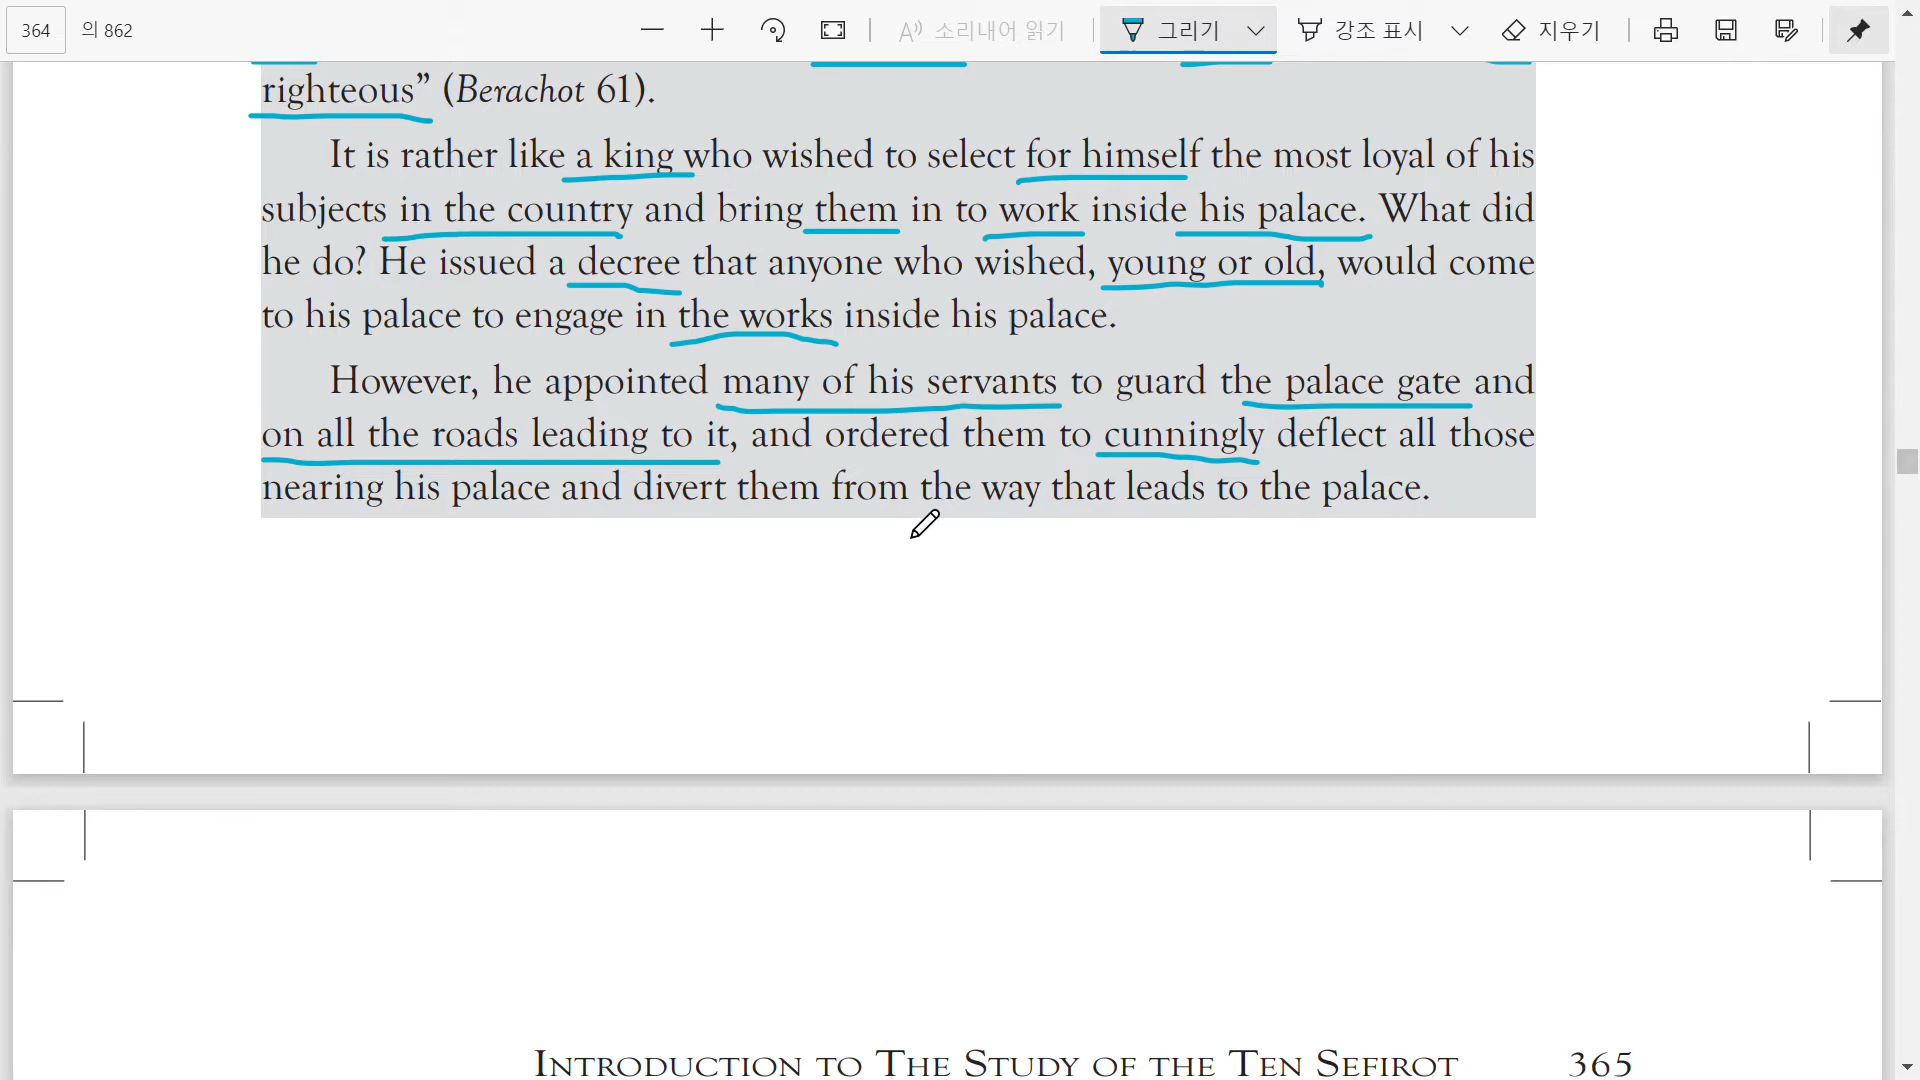 364 의 862 A 소리내어 읽기 그리기 강조 표시 지우기
righteous” (Berachot 61).
It is rather like a king who wished to select for himself the most loyal of his
subjects in the country and bring them in to work inside his palace. What did
he do? He issued a decree that anyone who wished, young or old, would come
to his palace to engage in the works inside his palace.
However, he appointed many of his servants to guard the palace gate and
on all the roads leading to it, and ordered them to cunningly deflect all those
nearing his palace and divert them from the way that leads to the palace.
INTRODUCTION TO THE STUDY OF THE TEN SEFIROT 365